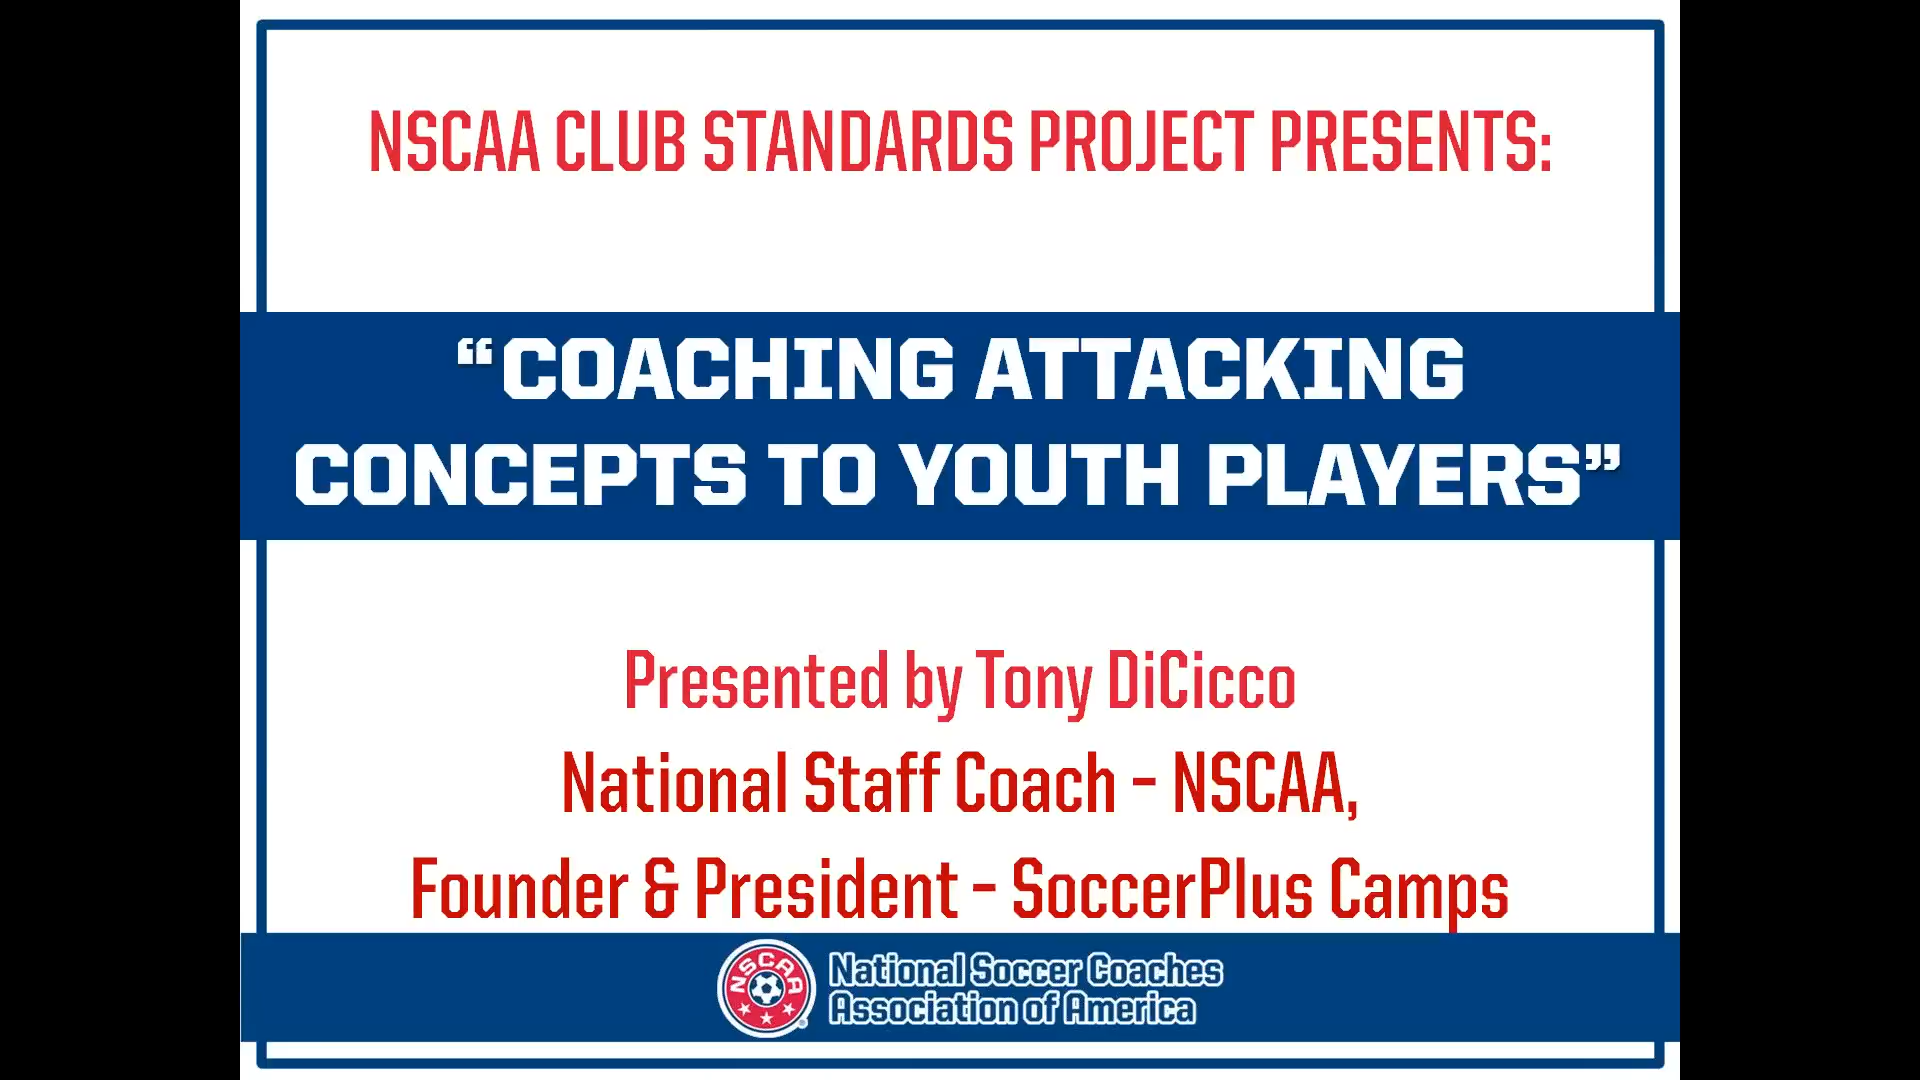 NSCAA CLUB STANDARDS PROJECT PRESENTS:
“COACHING ATTACKING
CONCEPTS TO YOUTH PLAYERS”
Presented by Tony DiCicco
National Staff Coach - NSCAA,
Founder & President - SoccerPlus Camps
NSCAA
®
National Soccer Coaches
Association of America